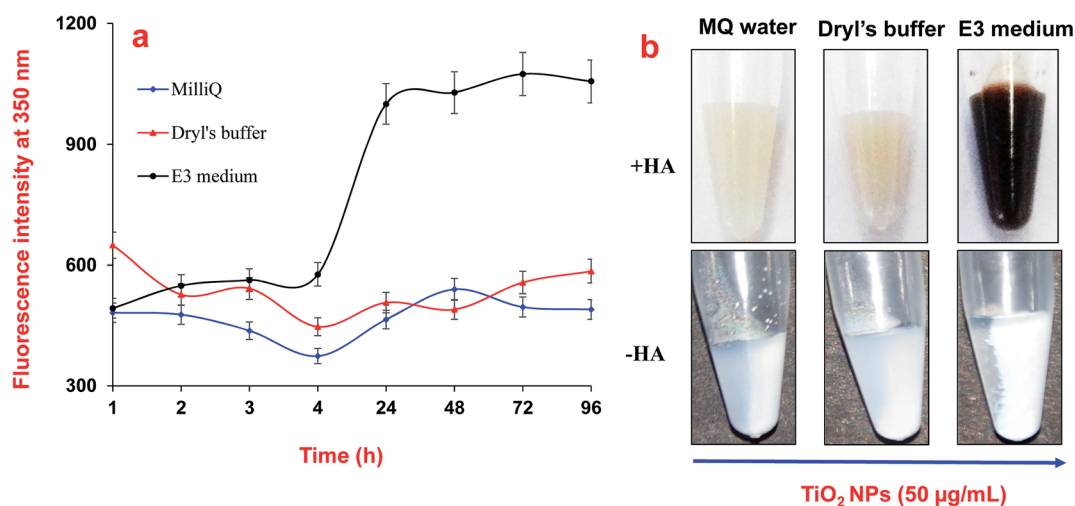 a
1200
900
600
300
Fluorescence intensity at 350 nm
MilliQ
Dryl's buffer
E3 medium
1 2 3 4 24 48 72 96
Time (h)
b
MQ water Dryl’s buffer E3 medium
+HA
-HA
TiO₂ NPs (50 µg/mL)